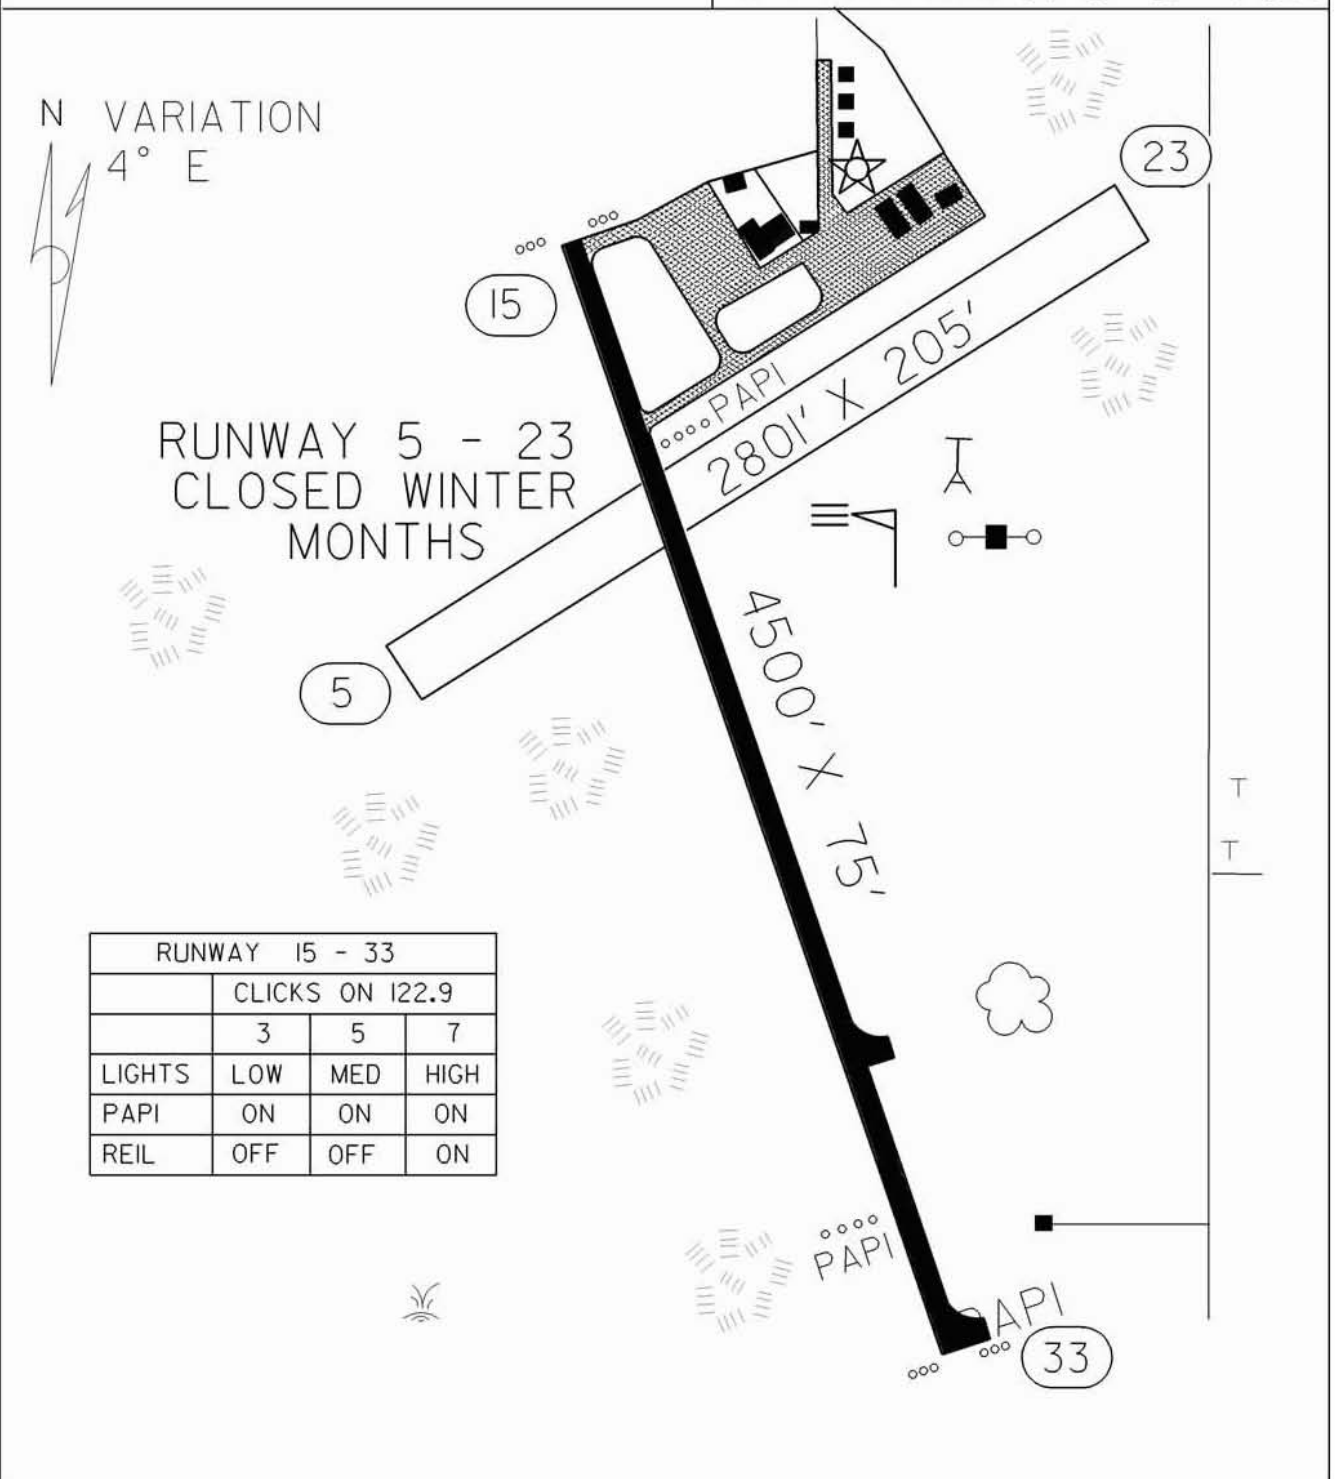 N VARIATION
4° E
23
15
PAPI
2801' X 205'
RUNWAY 5 - 23
CLOSED WINTER
MONTHS
5
4500' X 75'
T
T
RUNWAY 15 - 33
CLICKS ON 122.9
3 5 7
LIGHTS LOW MED HIGH
PAPI ON ON ON
REIL OFF OFF ON
PAPI
PAPI
33